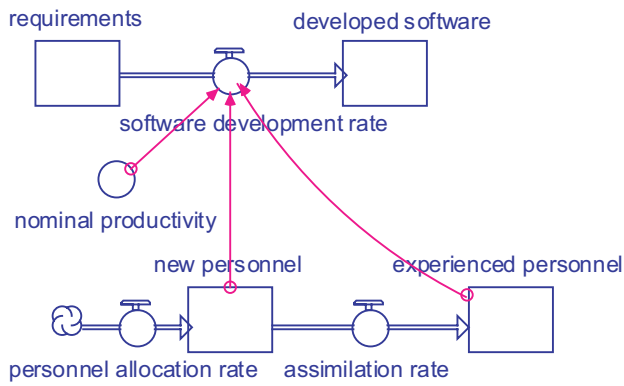 requirements
developed software
software development rate
nominal productivity
new personnel
experienced personnel
personnel allocation rate
assimilation rate